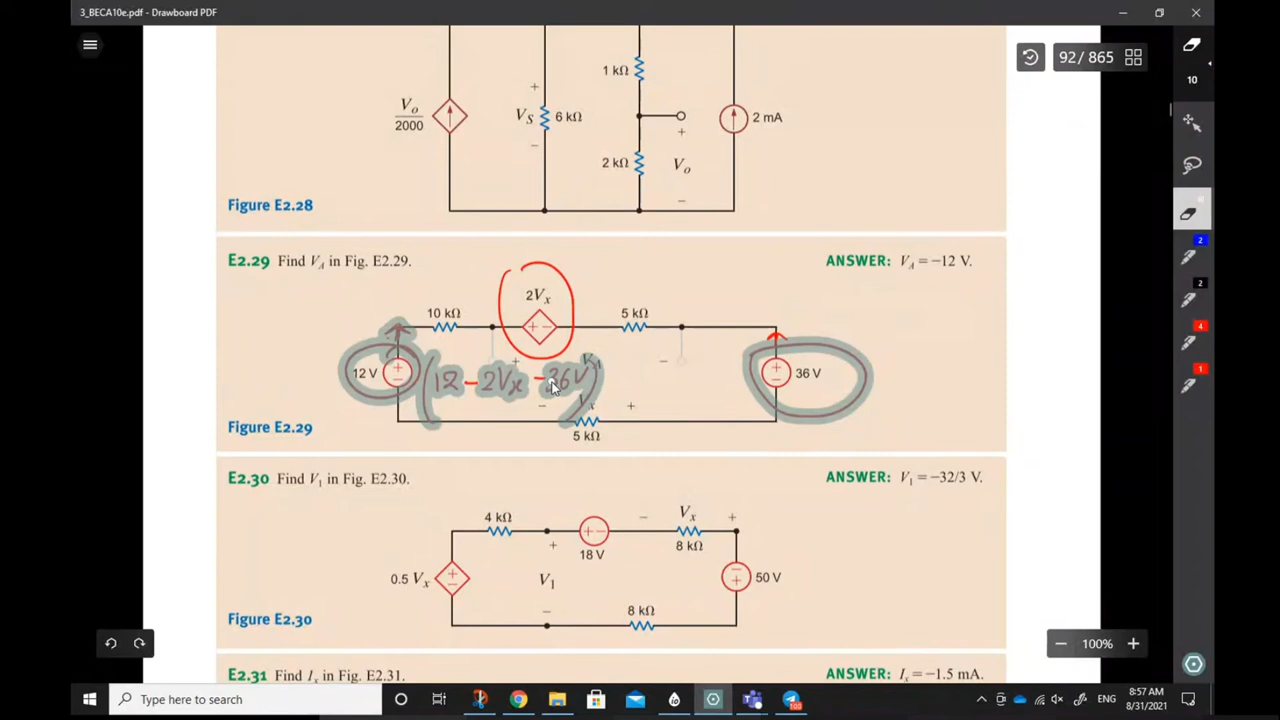 3_BECA10e.pdf - Drawboard PDF
92 / 865
10
1 kΩ
Vo
2000
VS
+
−
6 kΩ
2 mA
2 kΩ
+
Vo
−
Figure E2.28
E2.29 Find VA in Fig. E2.29.
ANSWER: VA = −12 V.
2Vx
10 kΩ
+ −
5 kΩ
12 V
+
−
36 V
+
−
+
−
(12 − 2Vx − 36V)
− Vx +
5 kΩ
Figure E2.29
E2.30 Find V1 in Fig. E2.30.
ANSWER: V1 = −32/3 V.
4 kΩ
+ −
18 V
− Vx +
8 kΩ
0.5 Vx
+
−
+
V1
−
−
+
50 V
8 kΩ
Figure E2.30
100%
E2.31 Find Ix in Fig. E2.31.
ANSWER: Ix = −1.5 mA.
2
2
4
1
Type here to search
ENG
8:57 AM
8/31/2021